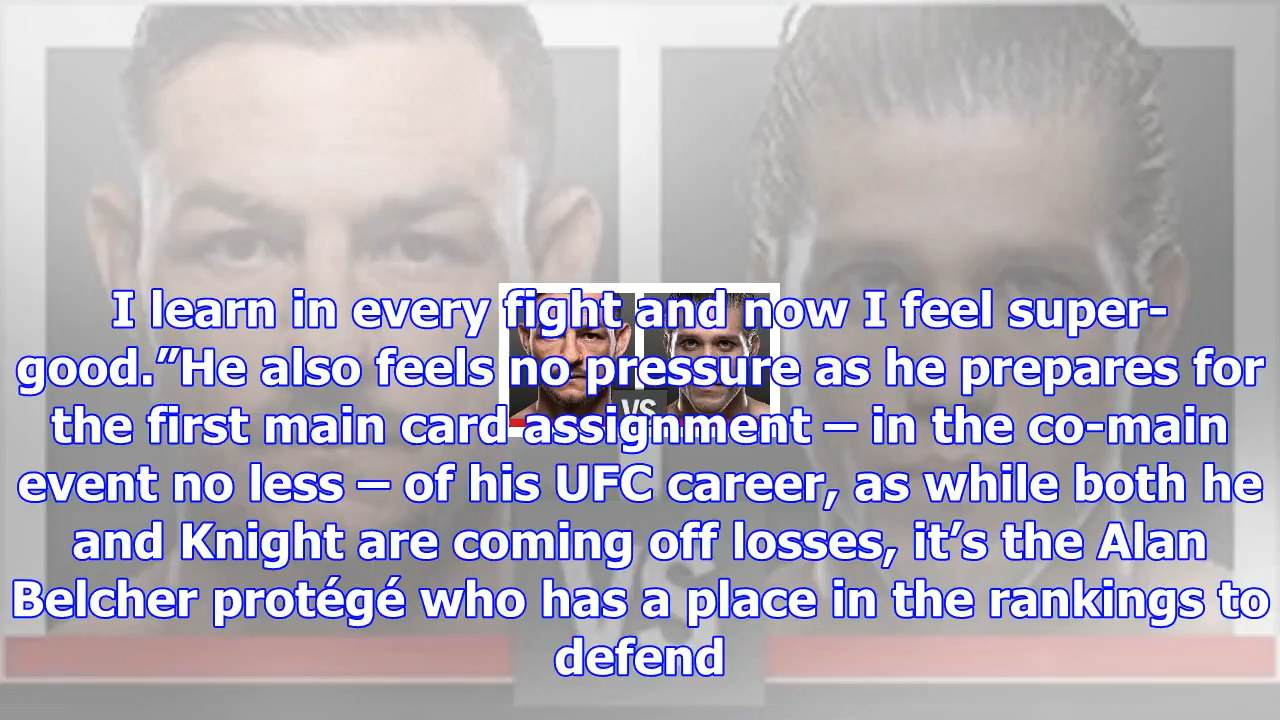 I learn in every fight and now I feel super-
good.”He also feels no pressure as he prepares for
the first main card assignment – in the co-main
event no less – of his UFC career, as while both he
and Knight are coming off losses, it’s the Alan
Belcher protégé who has a place in the rankings to
defend
VS
VS